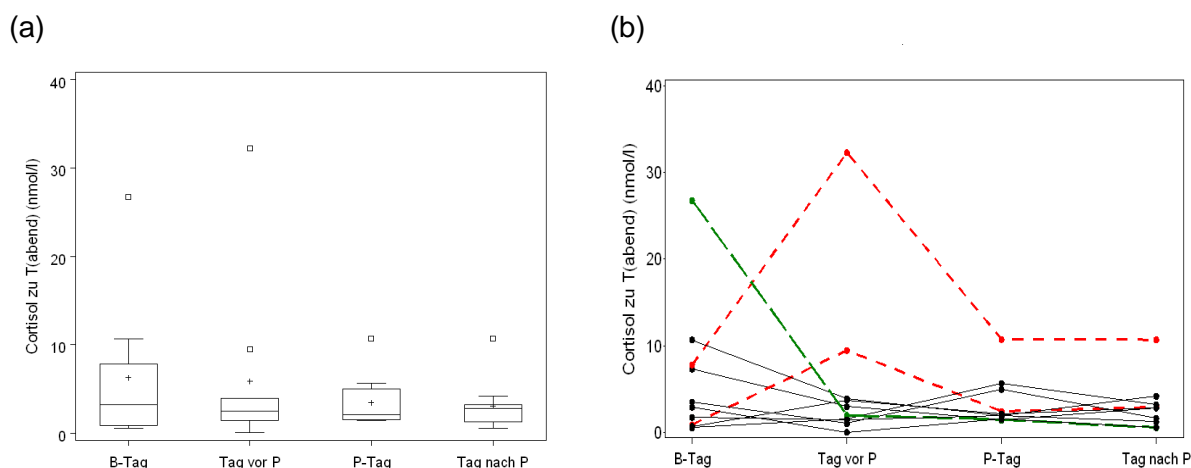 (a)
(b)
Cortisol zu T(abend) (nmol/l)
40
30
20
10
0
B-Tag
Tag vor P
P-Tag
Tag nach P
Cortisol zu T(abend) (nmol/l)
40
30
20
10
0
B-Tag
Tag vor P
P-Tag
Tag nach P